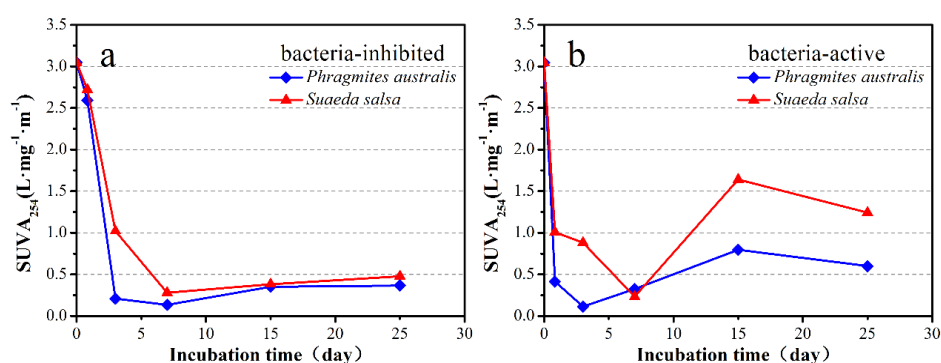 a
bacteria-inhibited
Phragmites australis
Suaeda salsa
SUVA254(L·mg-1·m-1)
3.5
3.0
2.5
2.0
1.5
1.0
0.5
0.0
0 5 10 15 20 25 30
Incubation time（day）
b
bacteria-active
Phragmites australis
Suaeda salsa
SUVA254(L·mg-1·m-1)
3.5
3.0
2.5
2.0
1.5
1.0
0.5
0.0
0 5 10 15 20 25 30
Incubation time（day）